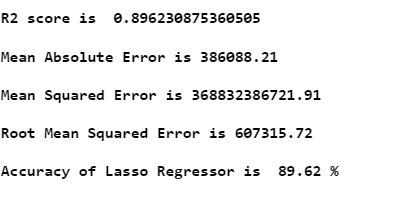 R2 score is  0.896230875360505
Mean Absolute Error is 386088.21
Mean Squared Error is 368832386721.91
Root Mean Squared Error is 607315.72
Accuracy of Lasso Regressor is  89.62 %